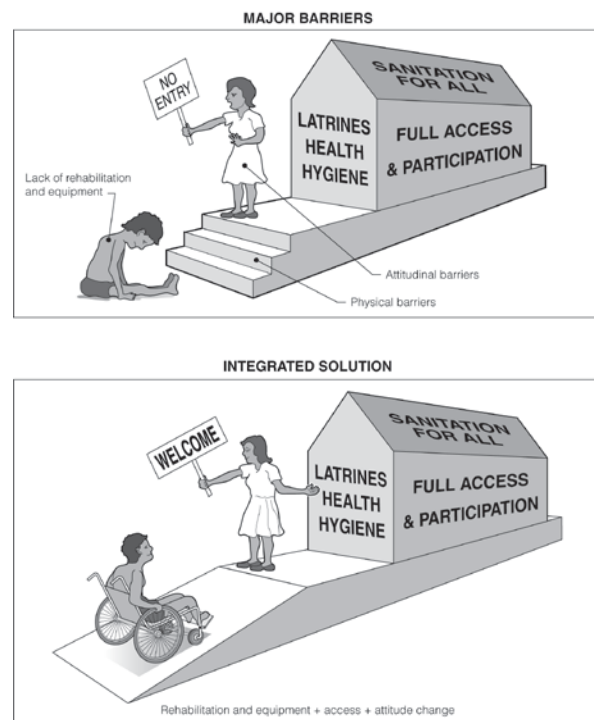 MAJOR BARRIERS
NO
ENTRY
SANITATION
FOR ALL
LATRINES
HEALTH
HYGIENE
FULL ACCESS
& PARTICIPATION
Lack of rehabilitation
and equipment
Attitudinal barriers
Physical barriers
INTEGRATED SOLUTION
WELCOME
SANITATION
FOR ALL
LATRINES
HEALTH
HYGIENE
FULL ACCESS
& PARTICIPATION
Rehabilitation and equipment + access + attitude change